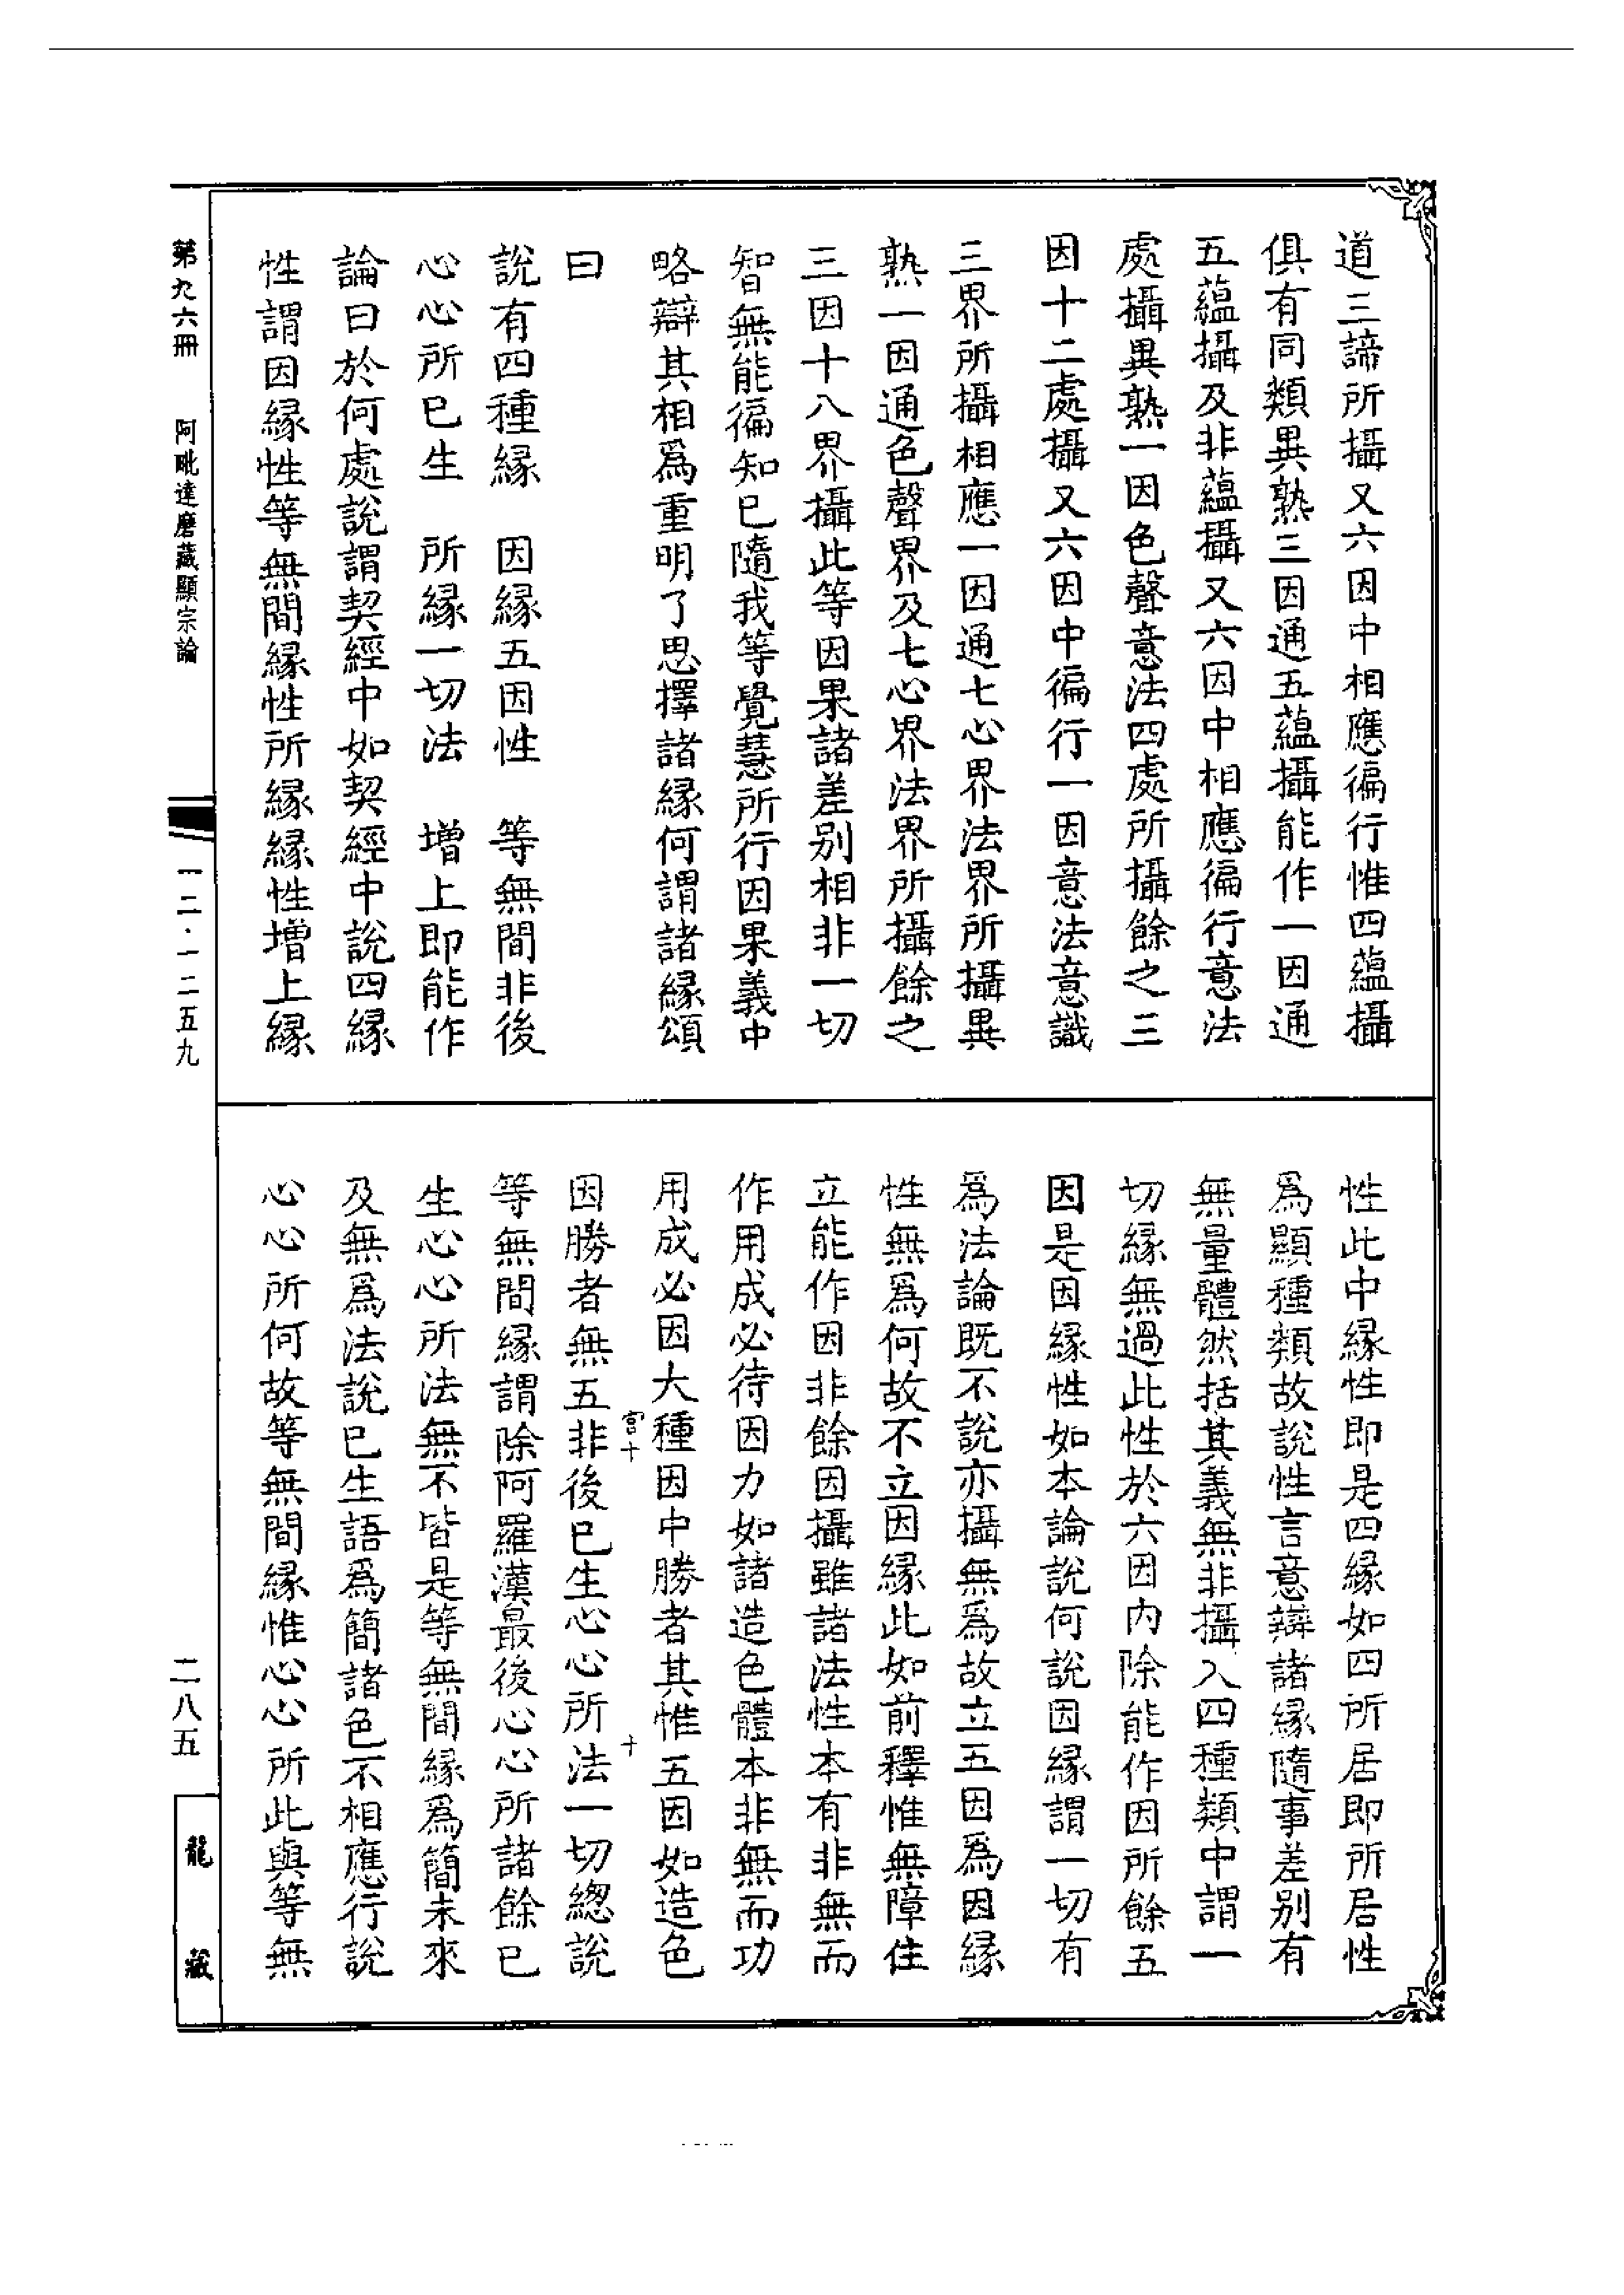 道三諦所攝又六因中相應徧行惟四蘊攝
俱有同類異熟三因通五蘊攝能作一因通
五蘊攝及非蘊攝又六因中相應徧行意法
處攝異熟一因色聲意法四處所攝餘之三
因十二處攝又六因中徧行一因意法意識
三界所攝相應一因通七心界法界所攝異
熟一因通色聲界及七心界法界所攝餘之
三因十八界攝此等因果諸差别相非一切
智無能徧知已隨我等覺慧所行因果義中
略辯其相爲重明了思擇諸緣何謂諸緣頌
曰
說有四種緣　因緣五因性　等無間非後
心心所已生　所緣一切法　增上即能作
論曰於何處說謂契經中如契經中說四緣
性謂因緣性等無間緣性所緣緣性增上緣
性此中緣性即是四緣如四所居即所居性
爲顯種類故說性言意辯諸緣隨事差别有
無量體然括其義無非攝入四種類中謂一
切緣無過此性於六因内除能作因所餘五
因是因緣性如本論說何說因緣謂一切有
爲法論既不說亦攝無爲故立五因爲因緣
性無爲何故不立因緣此如前釋惟無障住
立能作因非餘因攝雖諸法性本有非無而
作用成必待因力如諸造色體本非無而功
用成必因大種因中勝者其惟五因如造色
因勝者無五非後已生心心所法一切總說
等無間緣謂除阿羅漢最後心心所諸餘已
生心心所法無不皆是等無間緣爲簡未來
及無爲法說已生語爲簡諸色不相應行說
心心所何故等無間緣惟心心所此與等無
宫十
十
第九六冊　阿毗達磨藏顯宗論
一二·一二五九
二八五
龍藏